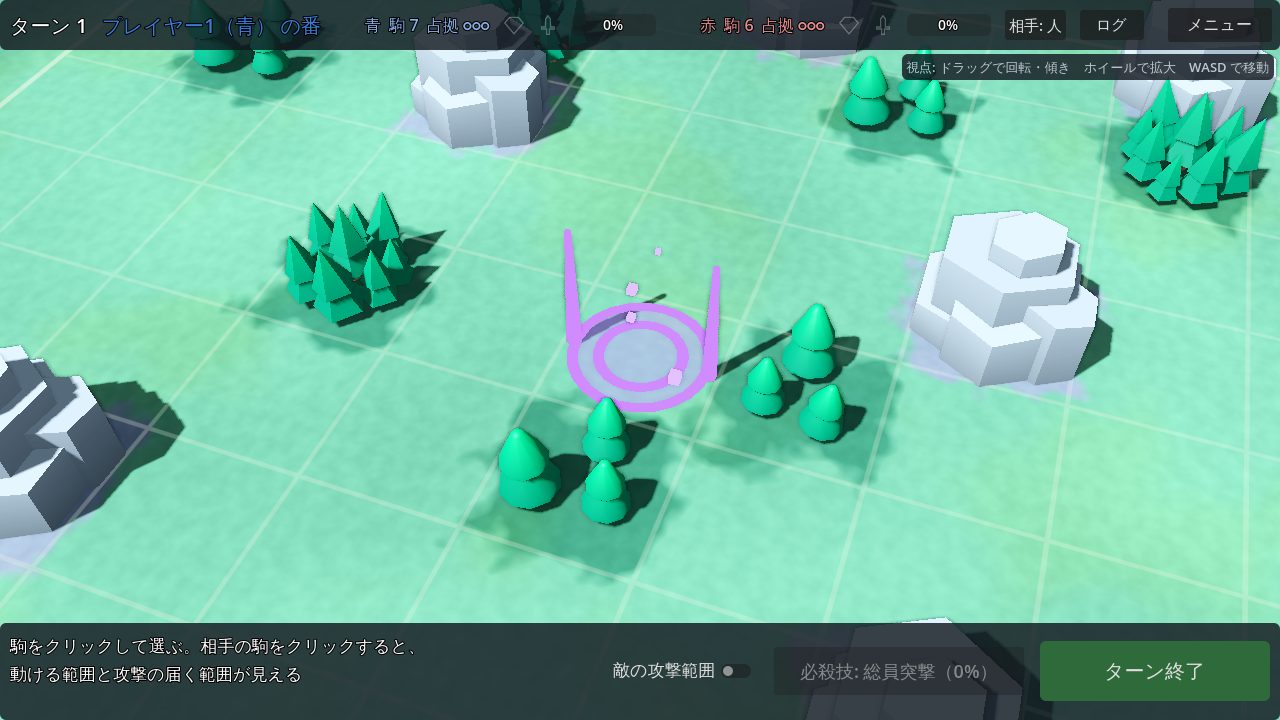 ターン 1 プレイヤー1（青）の番 青 駒 7 占拠 0% 赤 駒 6 占拠 0% 相手: 人 ログ メニュー
視点: ドラッグで回転・傾き ホイールで拡大 WASD で移動
駒をクリックして選ぶ。相手の駒をクリックすると、
動ける範囲と攻撃の届く範囲が見える
敵の攻撃範囲 必殺技: 総員突撃（0%） ターン終了